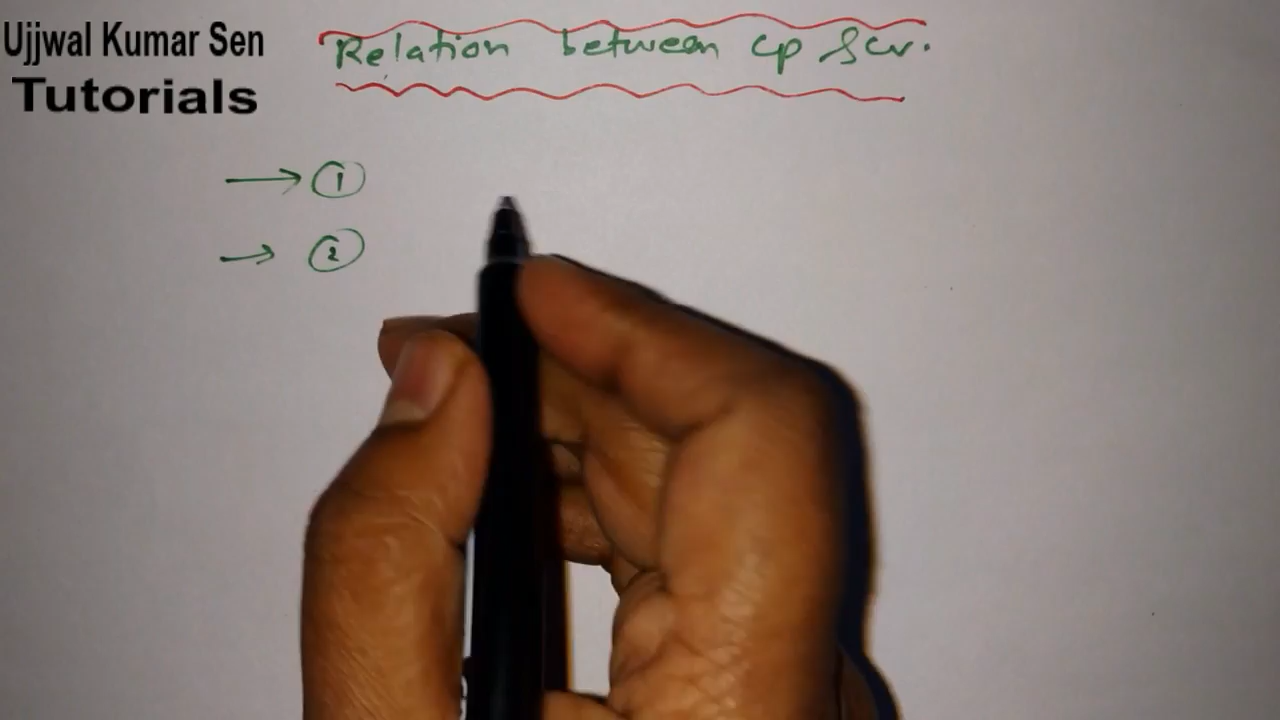 Ujjwal Kumar Sen
Tutorials
Relation between Cp & Cv.
→ ①
→ ②